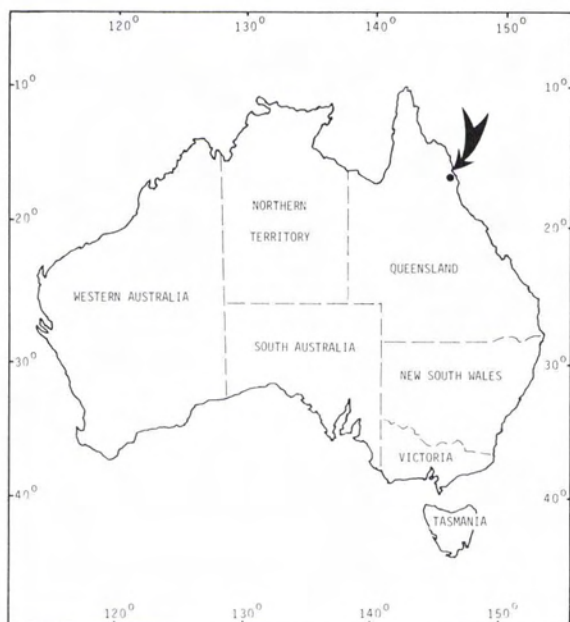 120° 130° 140° 150°
10° 10°
NORTHERN
TERRITORY
20° 20°
QUEENSLAND
WESTERN AUSTRALIA
SOUTH AUSTRALIA
30° 30°
NEW SOUTH WALES
VICTORIA
40° 40°
TASMANIA
120° 130° 140° 150°